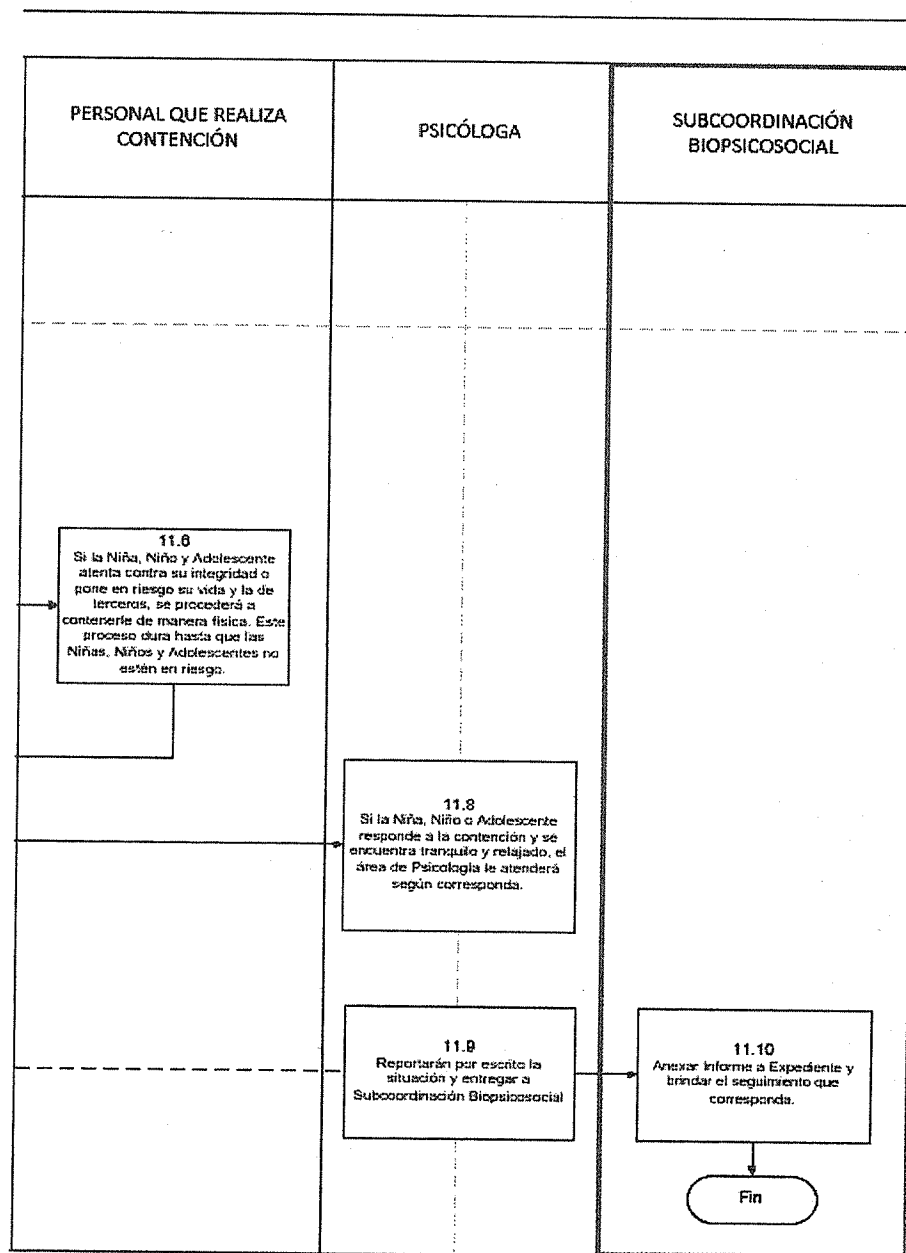 PERSONAL QUE REALIZA
CONTENCIÓN
PSICÓLOGA
SUBCOORDINACIÓN
BIOPSICOSOCIAL
11.6
Si la Niña, Niño y Adolescente
atenta contra su integridad o
pone en riesgo su vida y la de
terceros, se procederá a
contenerle de manera física. Este
proceso dura hasta que las
Niñas, Niños y Adolescentes no
estén en riesgo.
11.8
Si la Niña, Niño o Adolescente
responde a la contención y se
encuentra tranquilo y relajado, el
área de Psicología le atenderá
según corresponda.
11.9
Reportarán por escrito la
situación y entregar a
Subcoordinación Biopsicosocial
11.10
Anexar Informe a Expediente y
brindar el seguimiento que
corresponda.
Fin